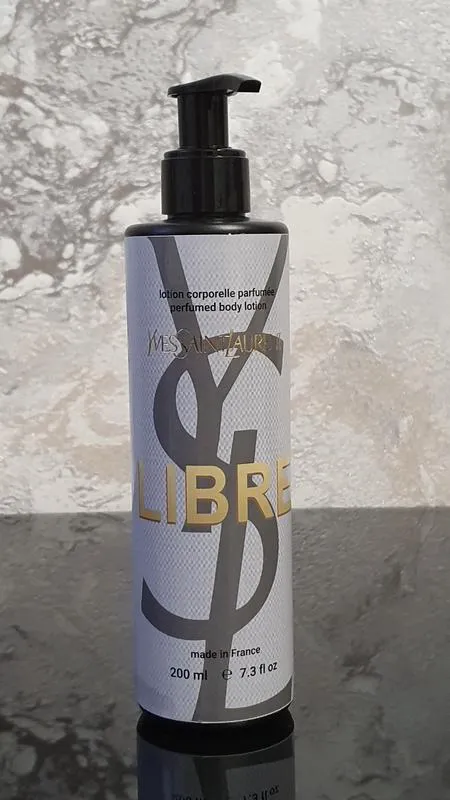 lotion corporelle parfumée
perfumed body lotion
YVESSAINTLAURENT
LIBRE
made in France
200 ml ℮ 7.3 fl oz